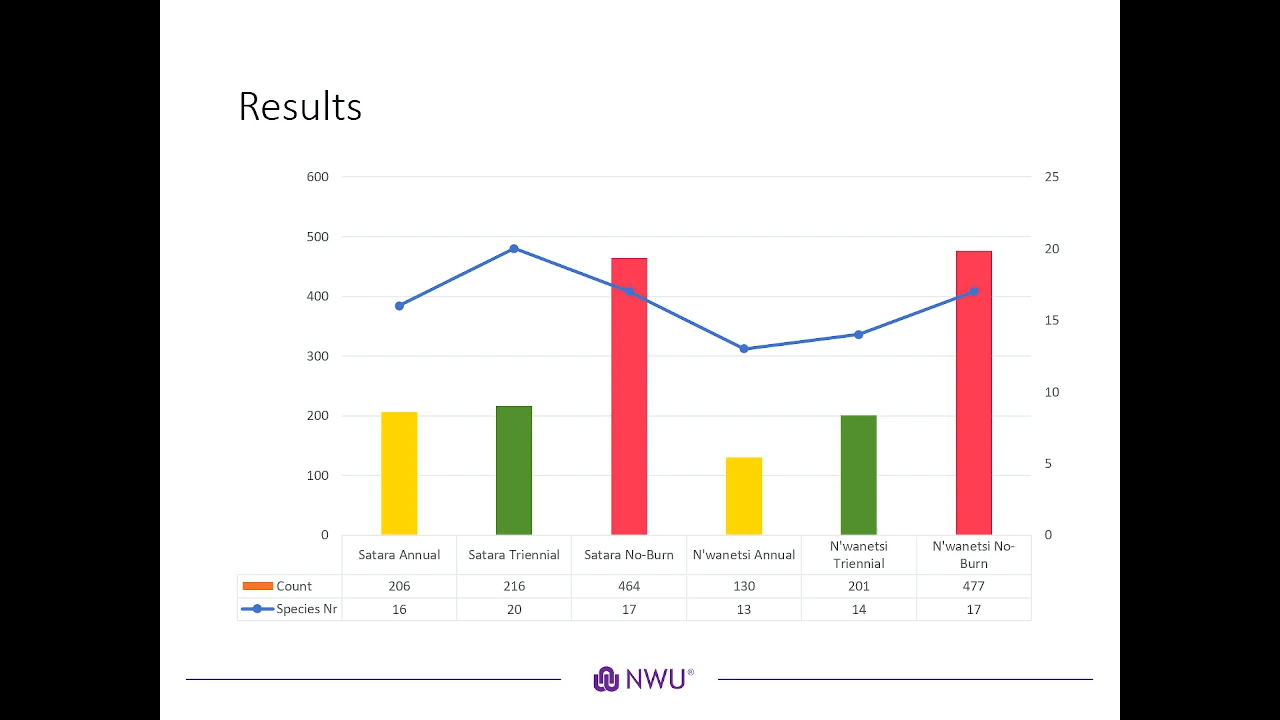 Results
600
500
400
300
200
100
0
25
20
15
10
5
0
Satara Annual Satara Triennial Satara No-Burn N'wanetsi Annual N'wanetsi Triennial N'wanetsi No-Burn
Count 206 216 464 130 201 477
Species Nr 16 20 17 13 14 17
NWU®